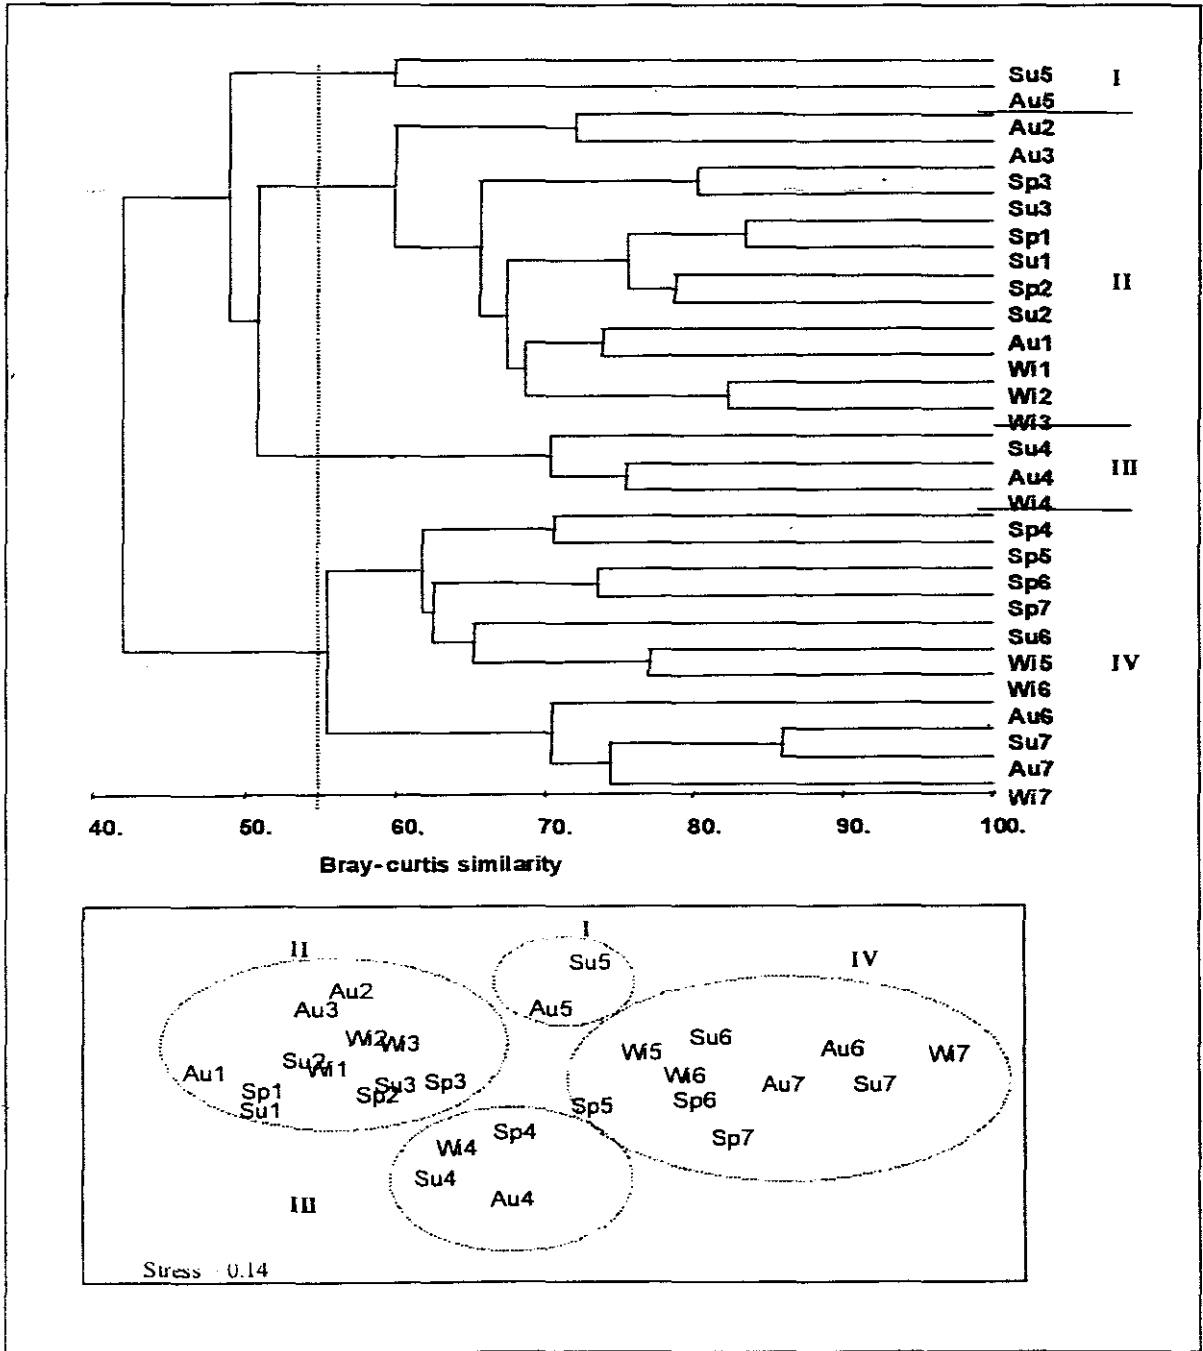 Su5 I
Au5
Au2
Au3
Sp3
Su3
Sp1
Su1
Sp2 II
Su2
Au1
Wi1
Wi2
Wi3
Su4
Au4 III
Wi4
Sp4
Sp5
Sp6
Sp7
Su6
Wi5 IV
Wi6
Au6
Su7
Au7
Wi7
40. 50. 60. 70. 80. 90. 100.
Bray-curtis similarity
I
II
IV
Su5
Au2
Au3 Au5
Wi2 Wi3 Su6
Su2 Wi1 Wi5 Au6 Wi7
Au1 Wi6
Sp1 Su3 Sp3 Au7 Su7
Su1 Sp2 Sp5 Sp6
Sp4 Sp7
Wi4
Su4
III Au4
Stress 0.14